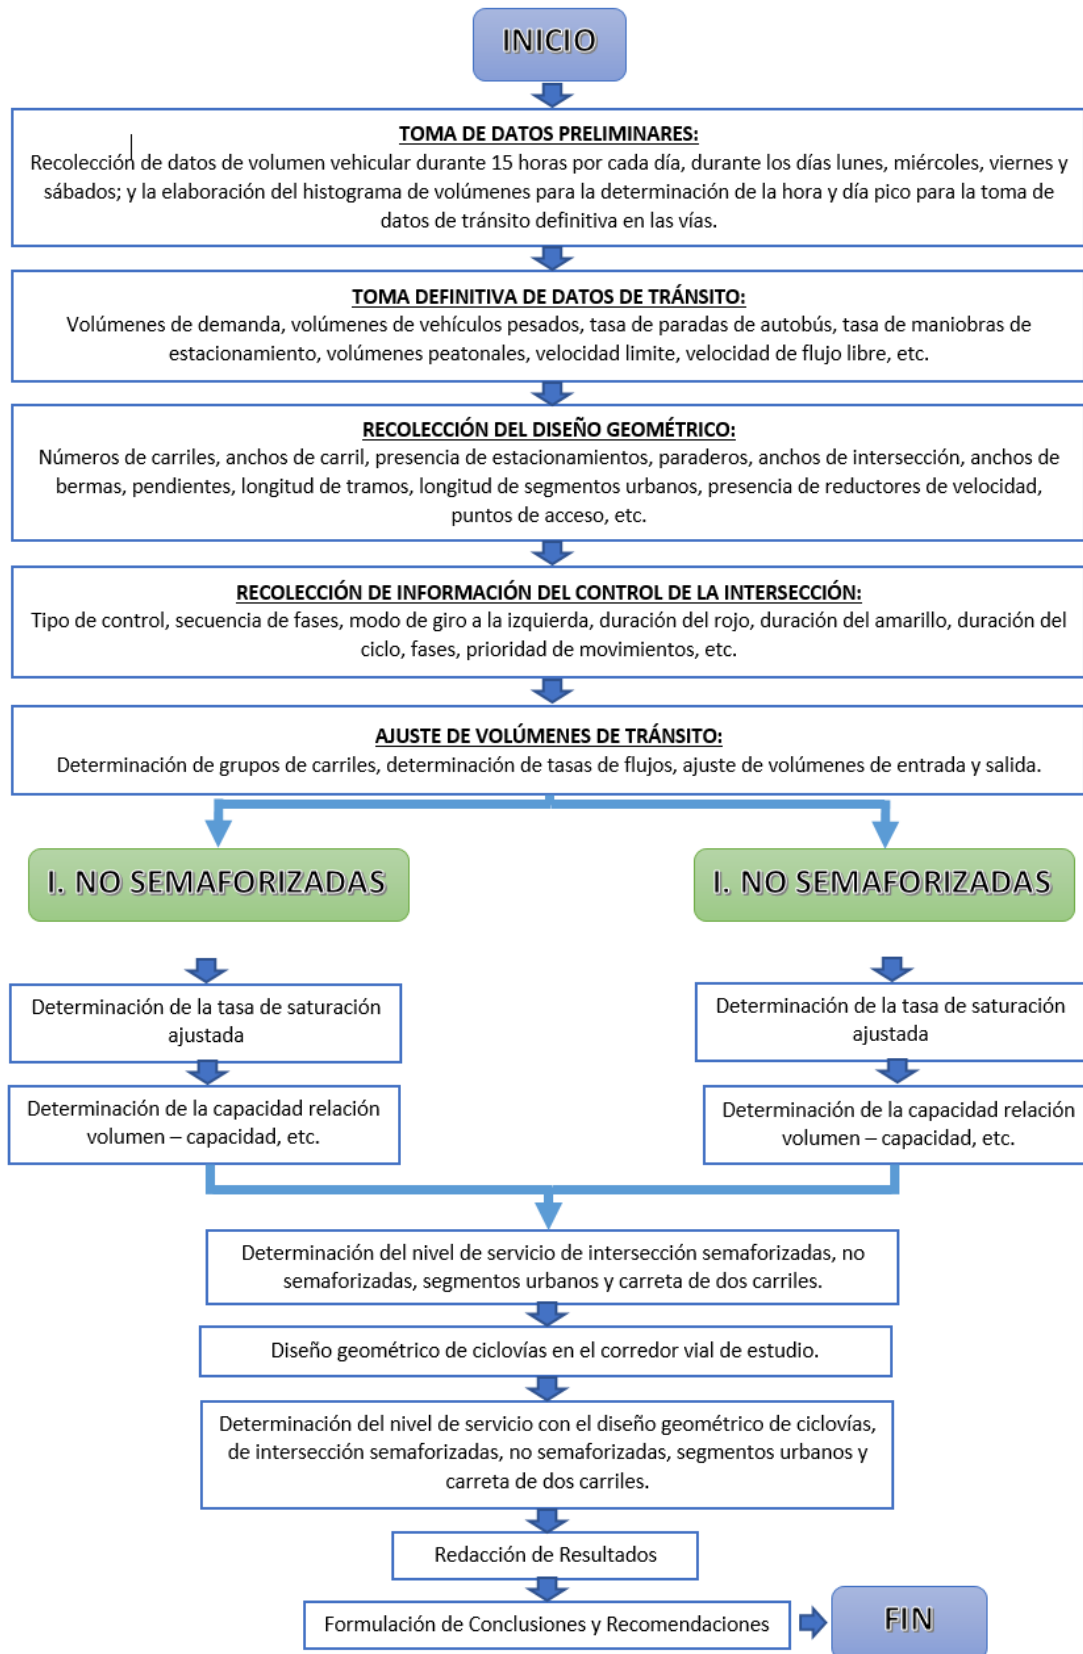 INICIO
TOMA DE DATOS PRELIMINARES:
Recolección de datos de volumen vehicular durante 15 horas por cada día, durante los días lunes, miércoles, viernes y
sábados; y la elaboración del histograma de volúmenes para la determinación de la hora y día pico para la toma de
datos de tránsito definitiva en las vías.
TOMA DEFINITIVA DE DATOS DE TRÁNSITO:
Volúmenes de demanda, volúmenes de vehículos pesados, tasa de paradas de autobús, tasa de maniobras de
estacionamiento, volúmenes peatonales, velocidad limite, velocidad de flujo libre, etc.
RECOLECCIÓN DEL DISEÑO GEOMÉTRICO:
Números de carriles, anchos de carril, presencia de estacionamientos, paraderos, anchos de intersección, anchos de
bermas, pendientes, longitud de tramos, longitud de segmentos urbanos, presencia de reductores de velocidad,
puntos de acceso, etc.
RECOLECCIÓN DE INFORMACIÓN DEL CONTROL DE LA INTERSECCIÓN:
Tipo de control, secuencia de fases, modo de giro a la izquierda, duración del rojo, duración del amarillo, duración del
ciclo, fases, prioridad de movimientos, etc.
AJUSTE DE VOLÚMENES DE TRÁNSITO:
Determinación de grupos de carriles, determinación de tasas de flujos, ajuste de volúmenes de entrada y salida.
I. NO SEMAFORIZADAS
Determinación de la tasa de saturación
ajustada
Determinación de la capacidad relación
volumen – capacidad, etc.
I. NO SEMAFORIZADAS
Determinación de la tasa de saturación
ajustada
Determinación de la capacidad relación
volumen – capacidad, etc.
Determinación del nivel de servicio de intersección semaforizadas, no
semaforizadas, segmentos urbanos y carreta de dos carriles.
Diseño geométrico de ciclovías en el corredor vial de estudio.
Determinación del nivel de servicio con el diseño geométrico de ciclovías,
de intersección semaforizadas, no semaforizadas, segmentos urbanos y
carreta de dos carriles.
Redacción de Resultados
Formulación de Conclusiones y Recomendaciones
FIN